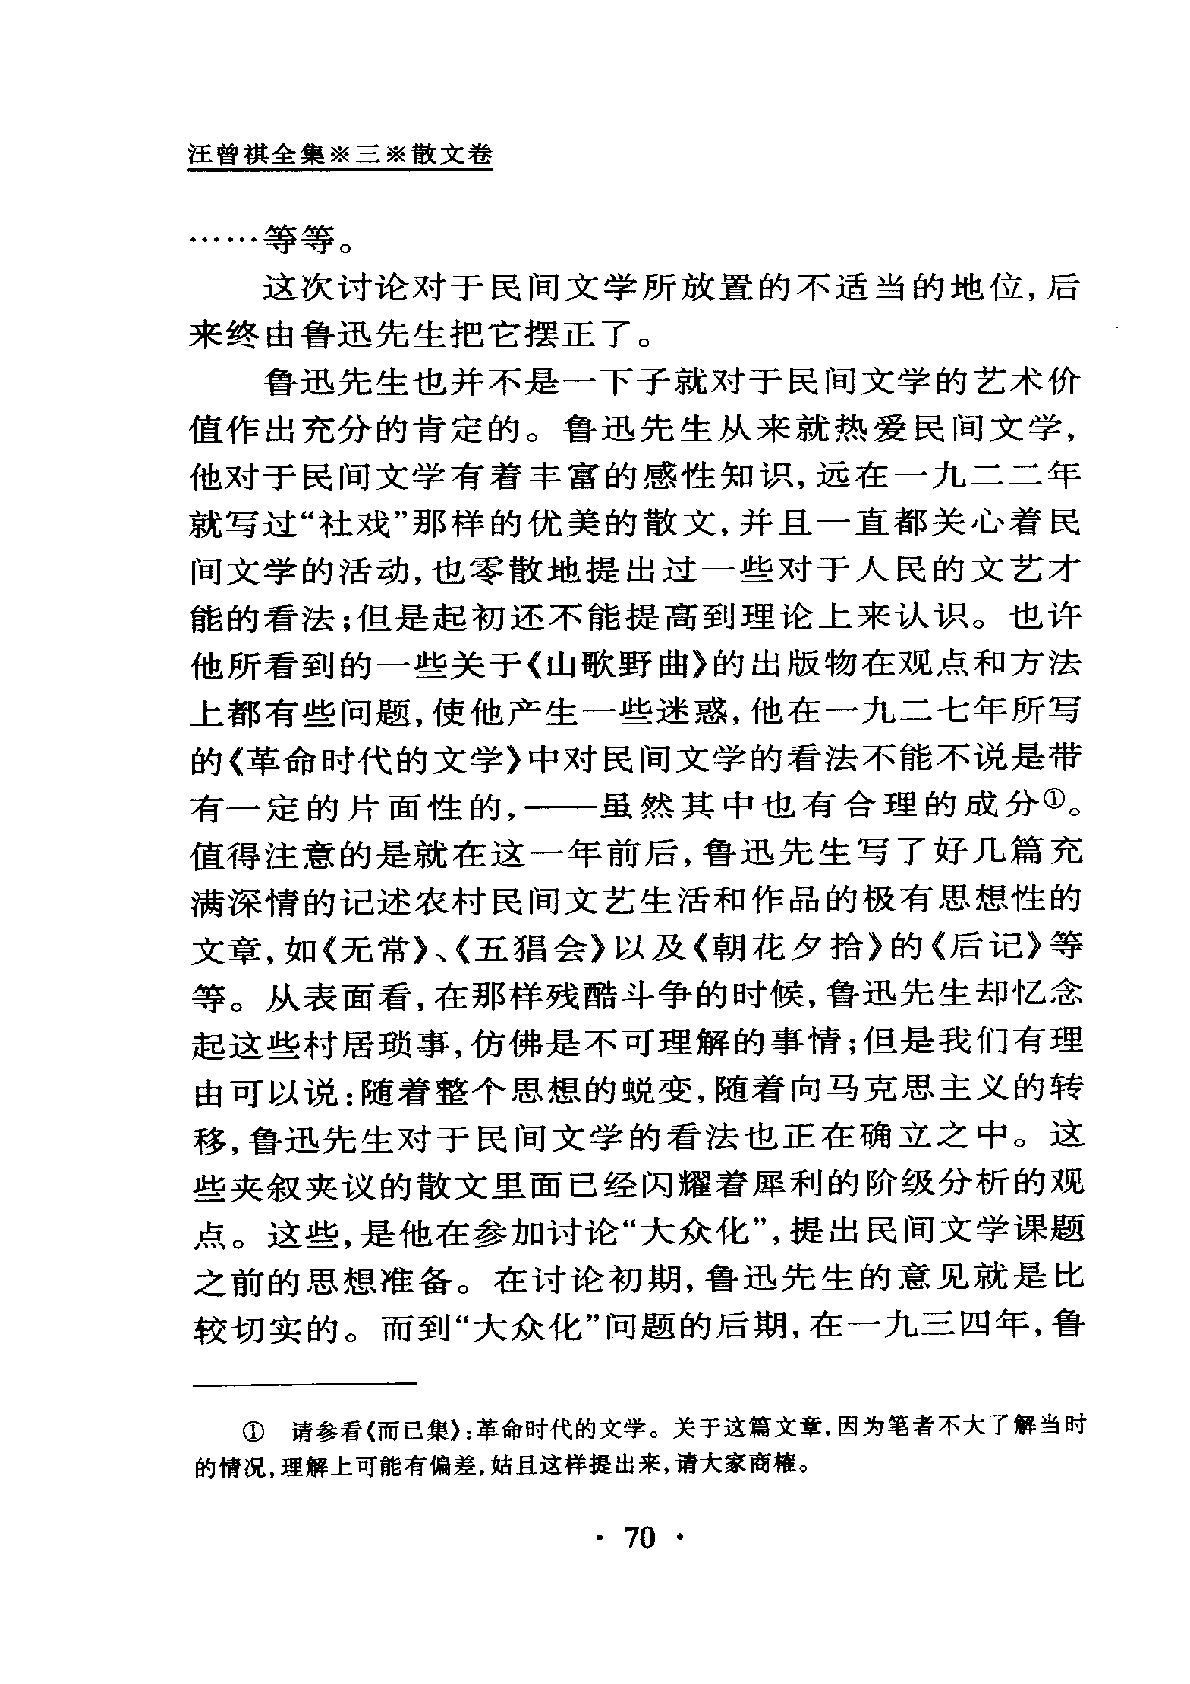 汪曾祺全集※三※散文卷
……等等。
这次讨论对于民间文学所放置的不适当的地位,后
来终由鲁迅先生把它摆正了。
鲁迅先生也并不是一下子就对于民间文学的艺术价
值作出充分的肯定的。鲁迅先生从来就热爱民间文学,
他对于民间文学有着丰富的感性知识,远在一九二二年
就写过“社戏”那样的优美的散文,并且一直都关心着民
间文学的活动,也零散地提出过一些对于人民的文艺才
能的看法;但是起初还不能提高到理论上来认识。也许
他所看到的一些关于《山歌野曲》的出版物在观点和方法
上都有些问题,使他产生一些迷惑,他在一九二七年所写
的《革命时代的文学》中对民间文学的看法不能不说是带
有一定的片面性的,——虽然其中也有合理的成分①。
值得注意的是就在这一年前后,鲁迅先生写了好几篇充
满深情的记述农村民间文艺生活和作品的极有思想性的
文章,如《无常》、《五猖会》以及《朝花夕拾》的《后记》等
等。从表面看,在那样残酷斗争的时候,鲁迅先生却忆念
起这些村居琐事,仿佛是不可理解的事情;但是我们有理
由可以说:随着整个思想的蜕变,随着向马克思主义的转
移,鲁迅先生对于民间文学的看法也正在确立之中。这
些夹叙夹议的散文里面已经闪耀着犀利的阶级分析的观
点。这些,是他在参加讨论“大众化”,提出民间文学课题
之前的思想准备。在讨论初期,鲁迅先生的意见就是比
较切实的。而到“大众化”问题的后期,在一九三四年,鲁
① 请参看《而已集》:革命时代的文学。关于这篇文章,因为笔者不大了解当时
的情况,理解上可能有偏差,姑且这样提出来,请大家商榷。
· 70 ·